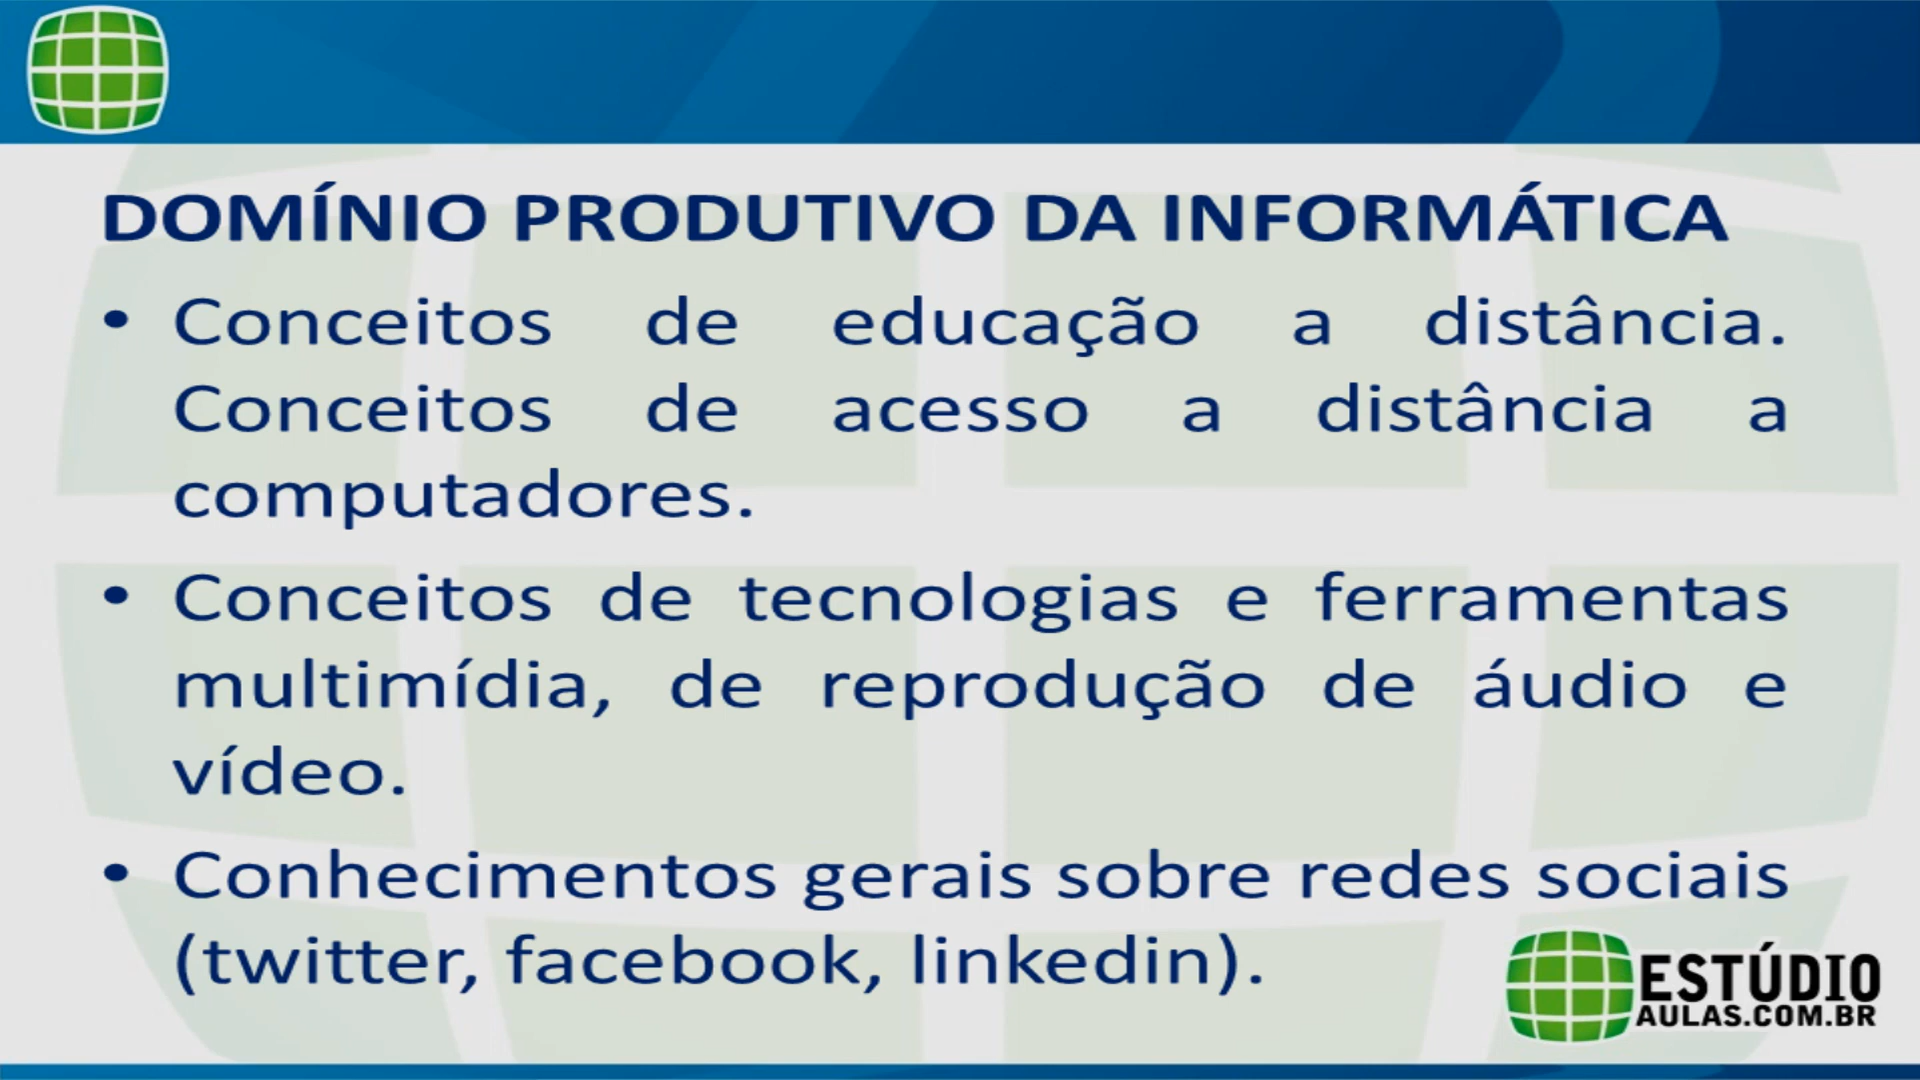 DOMÍNIO PRODUTIVO DA INFORMÁTICA
• Conceitos de educação a distância.
Conceitos de acesso a distância a
computadores.
• Conceitos de tecnologias e ferramentas
multimídia, de reprodução de áudio e
vídeo.
• Conhecimentos gerais sobre redes sociais
(twitter, facebook, linkedin).
ESTÚDIO
AULAS.COM.BR